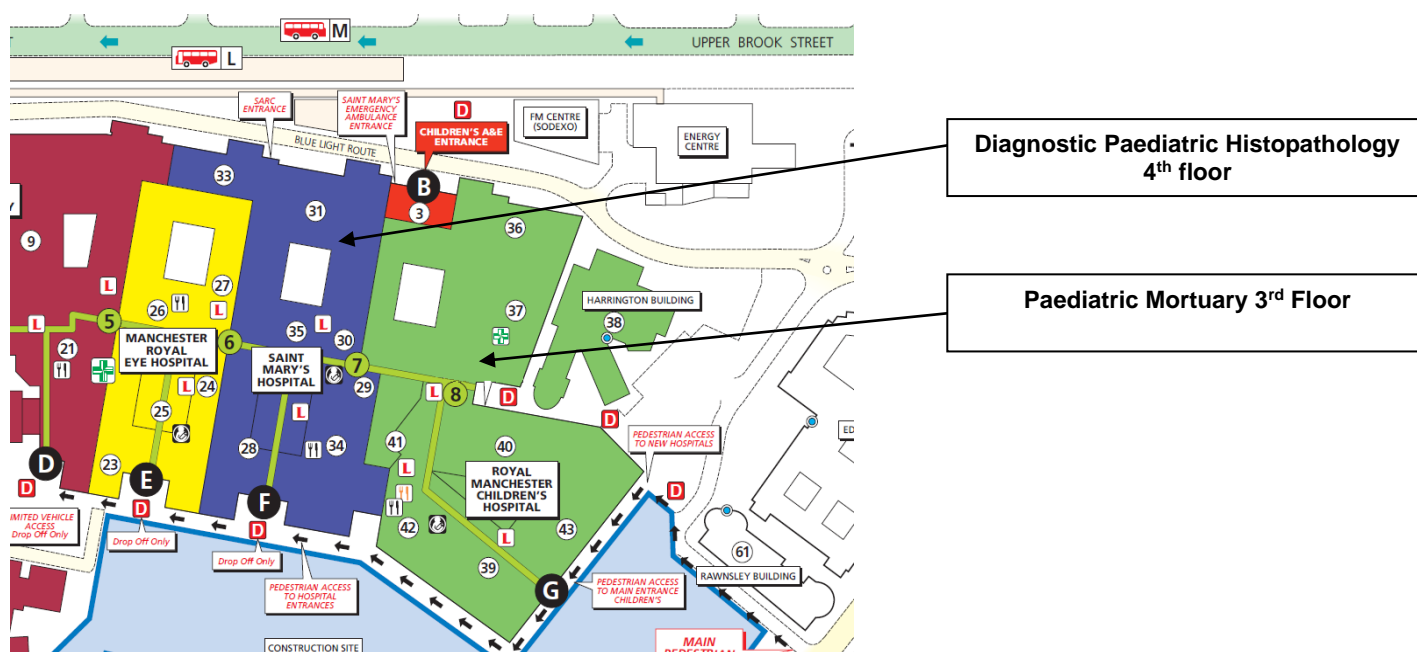 M
L
UPPER BROOK STREET
SARC
ENTRANCE
SAINT MARY'S
EMERGENCY
AMBULANCE
ENTRANCE
D
CHILDREN'S A&E
ENTRANCE
FM CENTRE
(SODEXO)
ENERGY
CENTRE
BLUE LIGHT ROUTE
Diagnostic Paediatric Histopathology
4th floor
33
B
3
31
36
Y
9
27
L
26
L
37
HARRINGTON BUILDING
38
Paediatric Mortuary 3rd Floor
L
5
21
MANCHESTER
ROYAL
EYE HOSPITAL
6
35
L
30
SAINT
MARY'S
HOSPITAL
7
29
L
24
L
8
D
D
25
L
28
34
41
40
PEDESTRIAN ACCESS
TO NEW HOSPITALS
ED
D
23
E
F
L
ROYAL
MANCHESTER
CHILDREN'S
HOSPITAL
D
D
D
D
42
43
L
LIMITED VEHICLE
ACCESS
Drop Off Only
Drop Off Only
Drop Off Only
39
G
61
RAWNSLEY BUILDING
PEDESTRIAN ACCESS
TO HOSPITAL
ENTRANCES
PEDESTRIAN ACCESS
TO MAIN ENTRANCE
CHILDREN'S
CONSTRUCTION SITE
MAIN
PEDESTRIAN